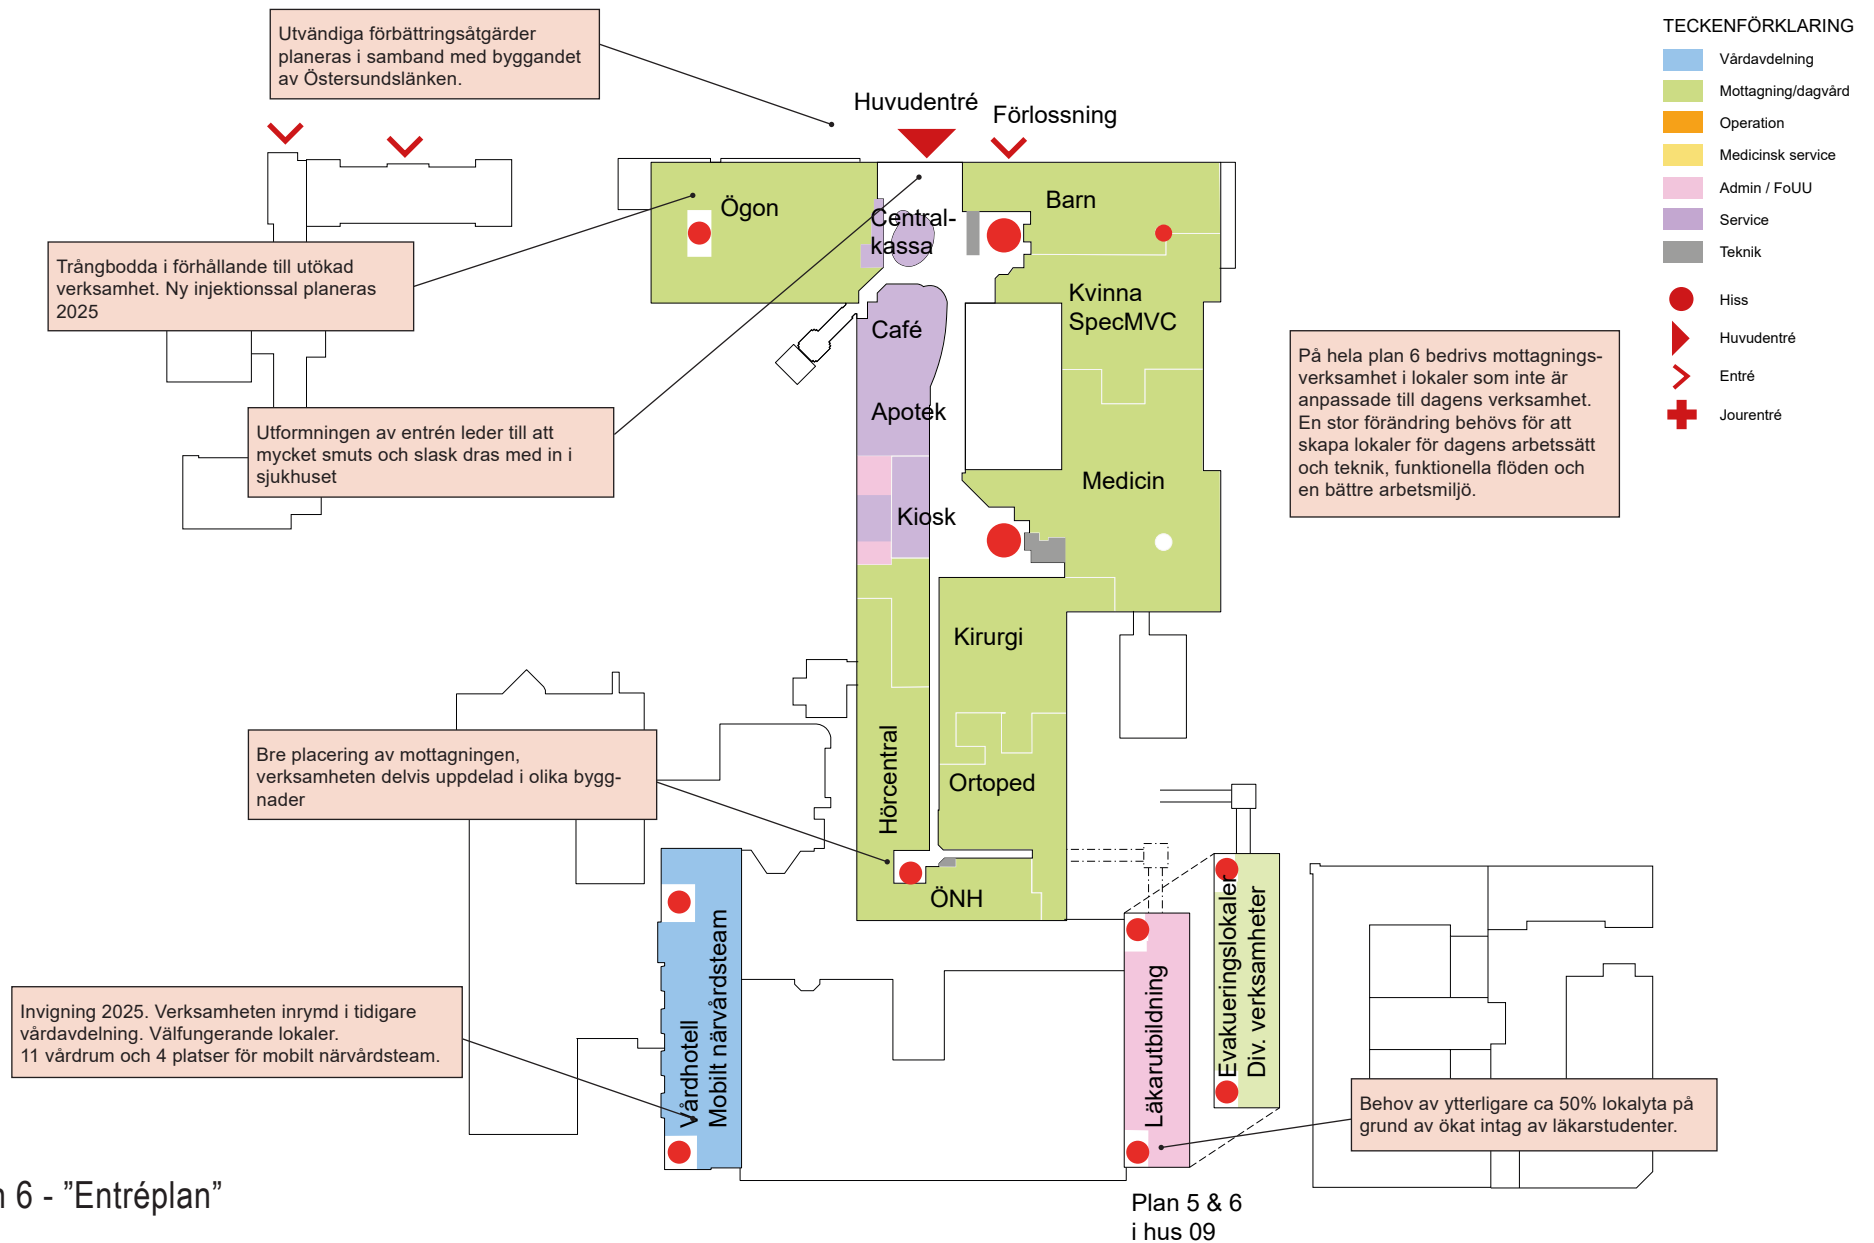 Utvändiga förbättringsåtgärder
planeras i samband med byggandet
av Östersundslänken.
Huvudentré
Förlossning
TECKENFÖRKLARING
Vårdavdelning
Mottagning/dagvård
Operation
Medicinsk service
Admin / FoUU
Service
Teknik
Hiss
Huvudentré
Entré
Jourentré
Ögon
Central-
kassa
Barn
Trångbodda i förhållande till utökad
verksamhet. Ny injektionssal planeras
2025
Kvinna
SpecMVC
Café
På hela plan 6 bedrivs mottagnings-
verksamhet i lokaler som inte är
anpassade till dagens verksamhet.
En stor förändring behövs för att
skapa lokaler för dagens arbetssätt
och teknik, funktionella flöden och
en bättre arbetsmiljö.
Apotek
Utformningen av entrén leder till att
mycket smuts och slask dras med in i
sjukhuset
Medicin
Kiosk
Kirurgi
Bre placering av mottagningen,
verksamheten delvis uppdelad i olika bygg-
nader
Hörcentral
Ortoped
ÖNH
Vårdhotell
Mobilt närvårdsteam
Läkarutbildning
Evakueringslokaler
Div. verksamheter
Invigning 2025. Verksamheten inrymd i tidigare
vårdavdelning. Välfungerande lokaler.
11 vårdrum och 4 platser för mobilt närvårdsteam.
Behov av ytterligare ca 50% lokalyta på
grund av ökat intag av läkarstudenter.
n 6 - ”Entréplan”
Plan 5 & 6
i hus 09